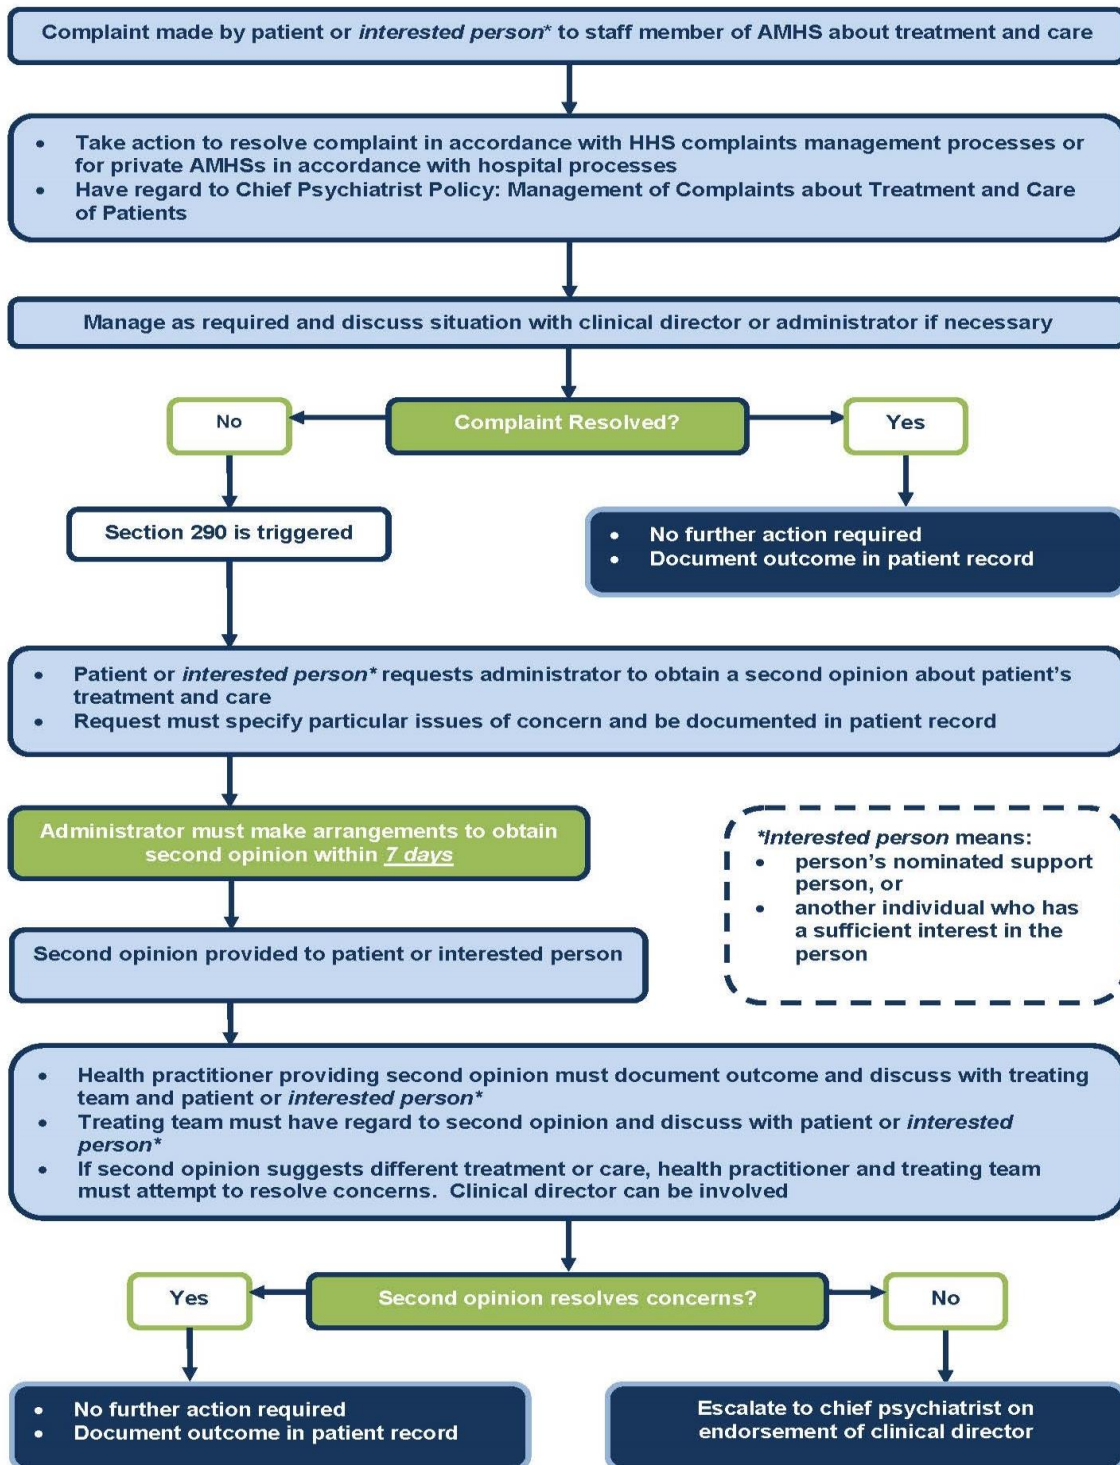 Complaint made by patient or interested person* to staff member of AMHS about treatment and care
• Take action to resolve complaint in accordance with HHS complaints management processes or
for private AMHSs in accordance with hospital processes
• Have regard to Chief Psychiatrist Policy: Management of Complaints about Treatment and Care
of Patients
Manage as required and discuss situation with clinical director or administrator if necessary
No
Complaint Resolved?
Yes
Section 290 is triggered
• No further action required
• Document outcome in patient record
• Patient or interested person* requests administrator to obtain a second opinion about patient's
treatment and care
• Request must specify particular issues of concern and be documented in patient record
Administrator must make arrangements to obtain
second opinion within 7 days
*Interested person means:
• person's nominated support
person, or
• another individual who has
a sufficient interest in the
person
Second opinion provided to patient or interested person
• Health practitioner providing second opinion must document outcome and discuss with treating
team and patient or interested person*
• Treating team must have regard to second opinion and discuss with patient or interested
person*
• If second opinion suggests different treatment or care, health practitioner and treating team
must attempt to resolve concerns. Clinical director can be involved
Yes
Second opinion resolves concerns?
No
• No further action required
• Document outcome in patient record
Escalate to chief psychiatrist on
endorsement of clinical director